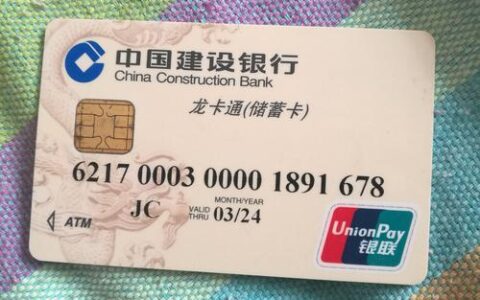 中国建设银行
China Construction Bank
龙卡通(储蓄卡)
6217 0003 0000 1891 678
MONTH/YEAR
JC VALID THRU 03/24
ATM
UnionPay
银联